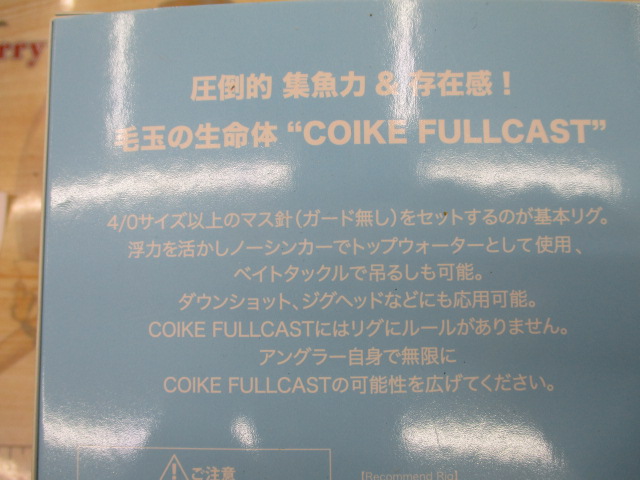 rry
圧倒的 集魚力 & 存在感！
毛玉の生命体 “COIKE FULLCAST”
4/0サイズ以上のマス針（ガード無し）をセットするのが基本リグ。
浮力を活かしノーシンカーでトップウォーターとして使用、
ベイトタックルで吊るしも可能。
ダウンショット、ジグヘッドなどにも応用可能。
COIKE FULLCASTにはリグにルールがありません。
アングラー自身で無限に
COIKE FULLCASTの可能性を広げてください。
ご注意
[Recommend Rig]